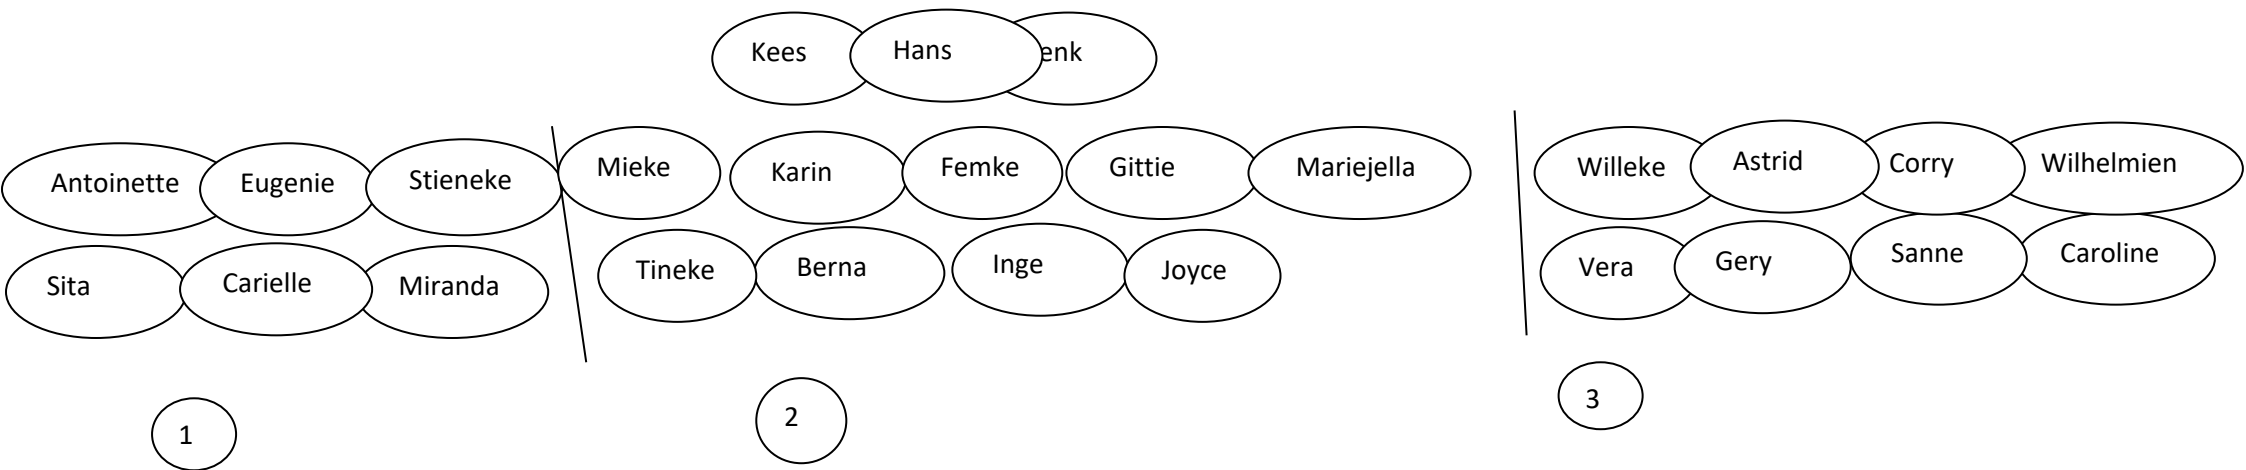 Kees Hans enk
Antoinette Eugenie Stieneke Mieke Karin Femke Gittie Mariejella Willeke Astrid Corry Wilhelmien
Sita Carielle Miranda Tineke Berna Inge Joyce Vera Gery Sanne Caroline
1 2 3